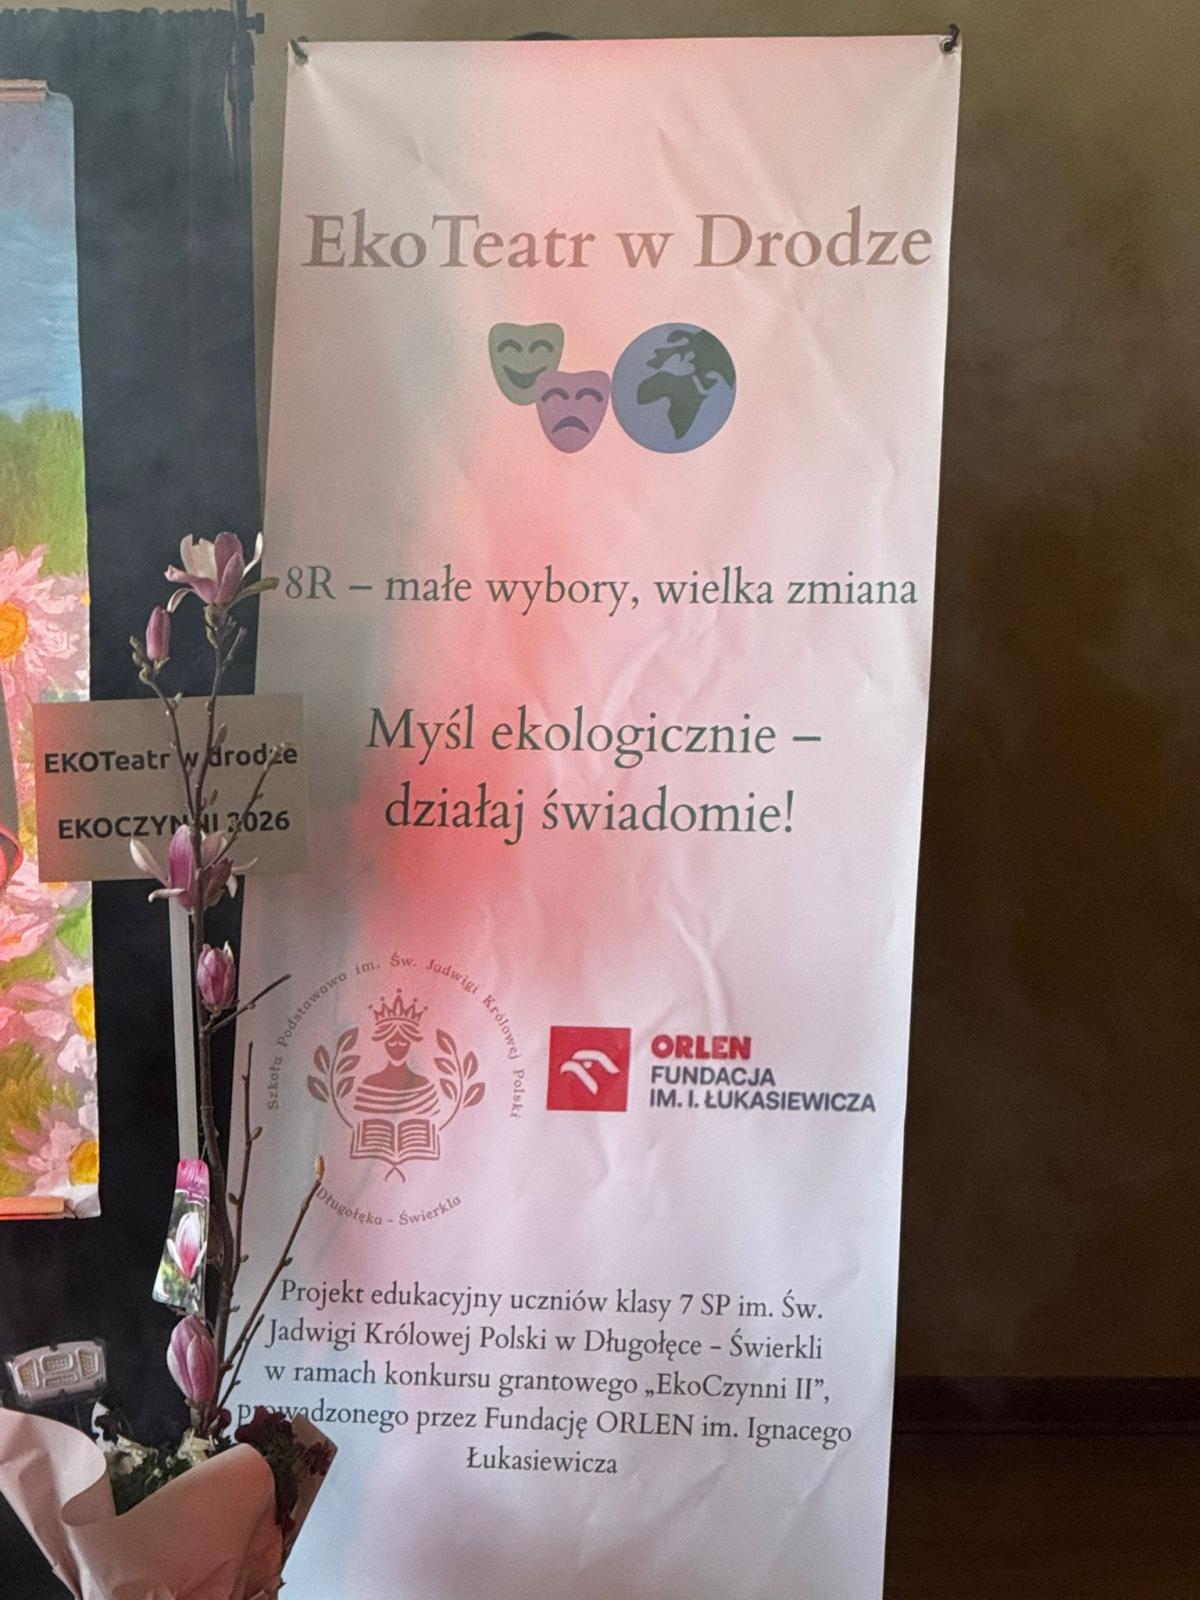 EkoTeatr w Drodze
8R – małe wybory, wielka zmiana
Myśl ekologicznie –
działaj świadomie!
EKOTeatr w drodze
EKOCZYNNI 2026
Szkoła Podstawowa im. Św. Jadwigi Królowej Polski
Długołęka - Świerkla
ORLEN
FUNDACJA
IM. I. ŁUKASIEWICZA
Projekt edukacyjny uczniów klasy 7 SP im. Św.
Jadwigi Królowej Polski w Długołęce – Świerkli
w ramach konkursu grantowego „EkoCzynni II”,
prowadzonego przez Fundację ORLEN im. Ignacego
Łukasiewicza